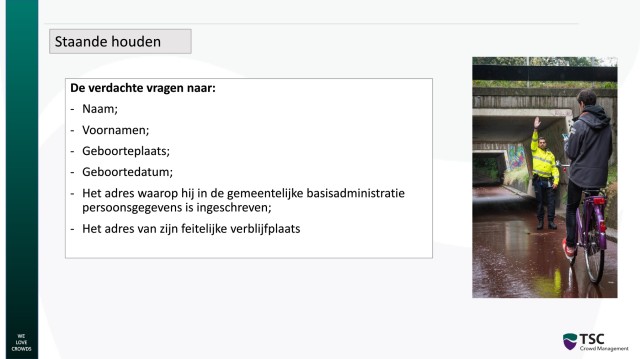 Staande houden
De verdachte vragen naar:
- Naam;
- Voornamen;
- Geboorteplaats;
- Geboortedatum;
- Het adres waarop hij in de gemeentelijke basisadministratie
persoonsgegevens is ingeschreven;
- Het adres van zijn feitelijke verblijfplaats
WE
LOVE
CROWDS
TSC
Crowd Management